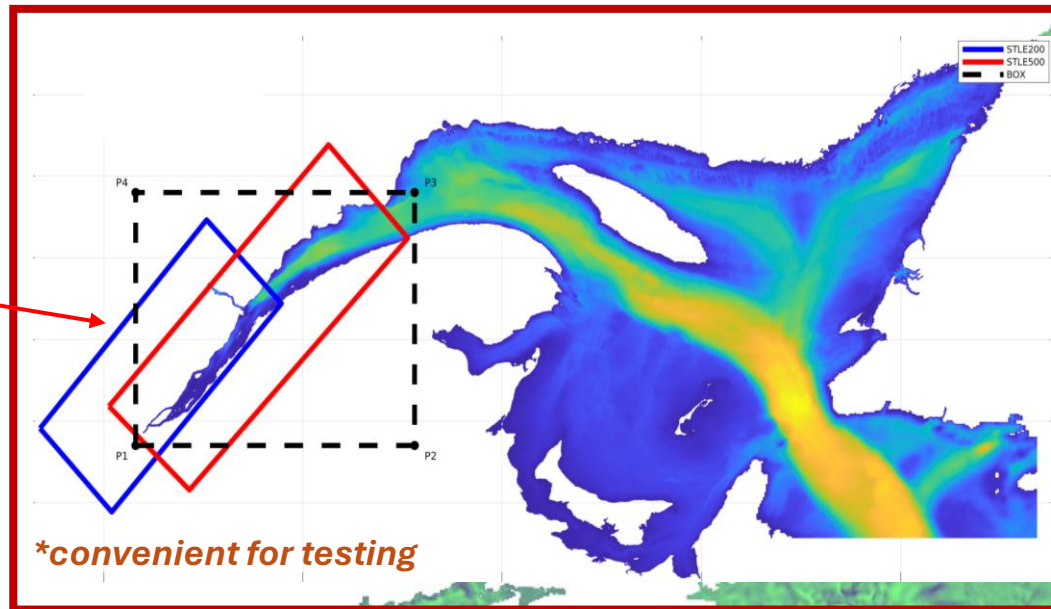 STLE200
STLE500
BOX
P4
P3
P1
P2
*convenient for testing